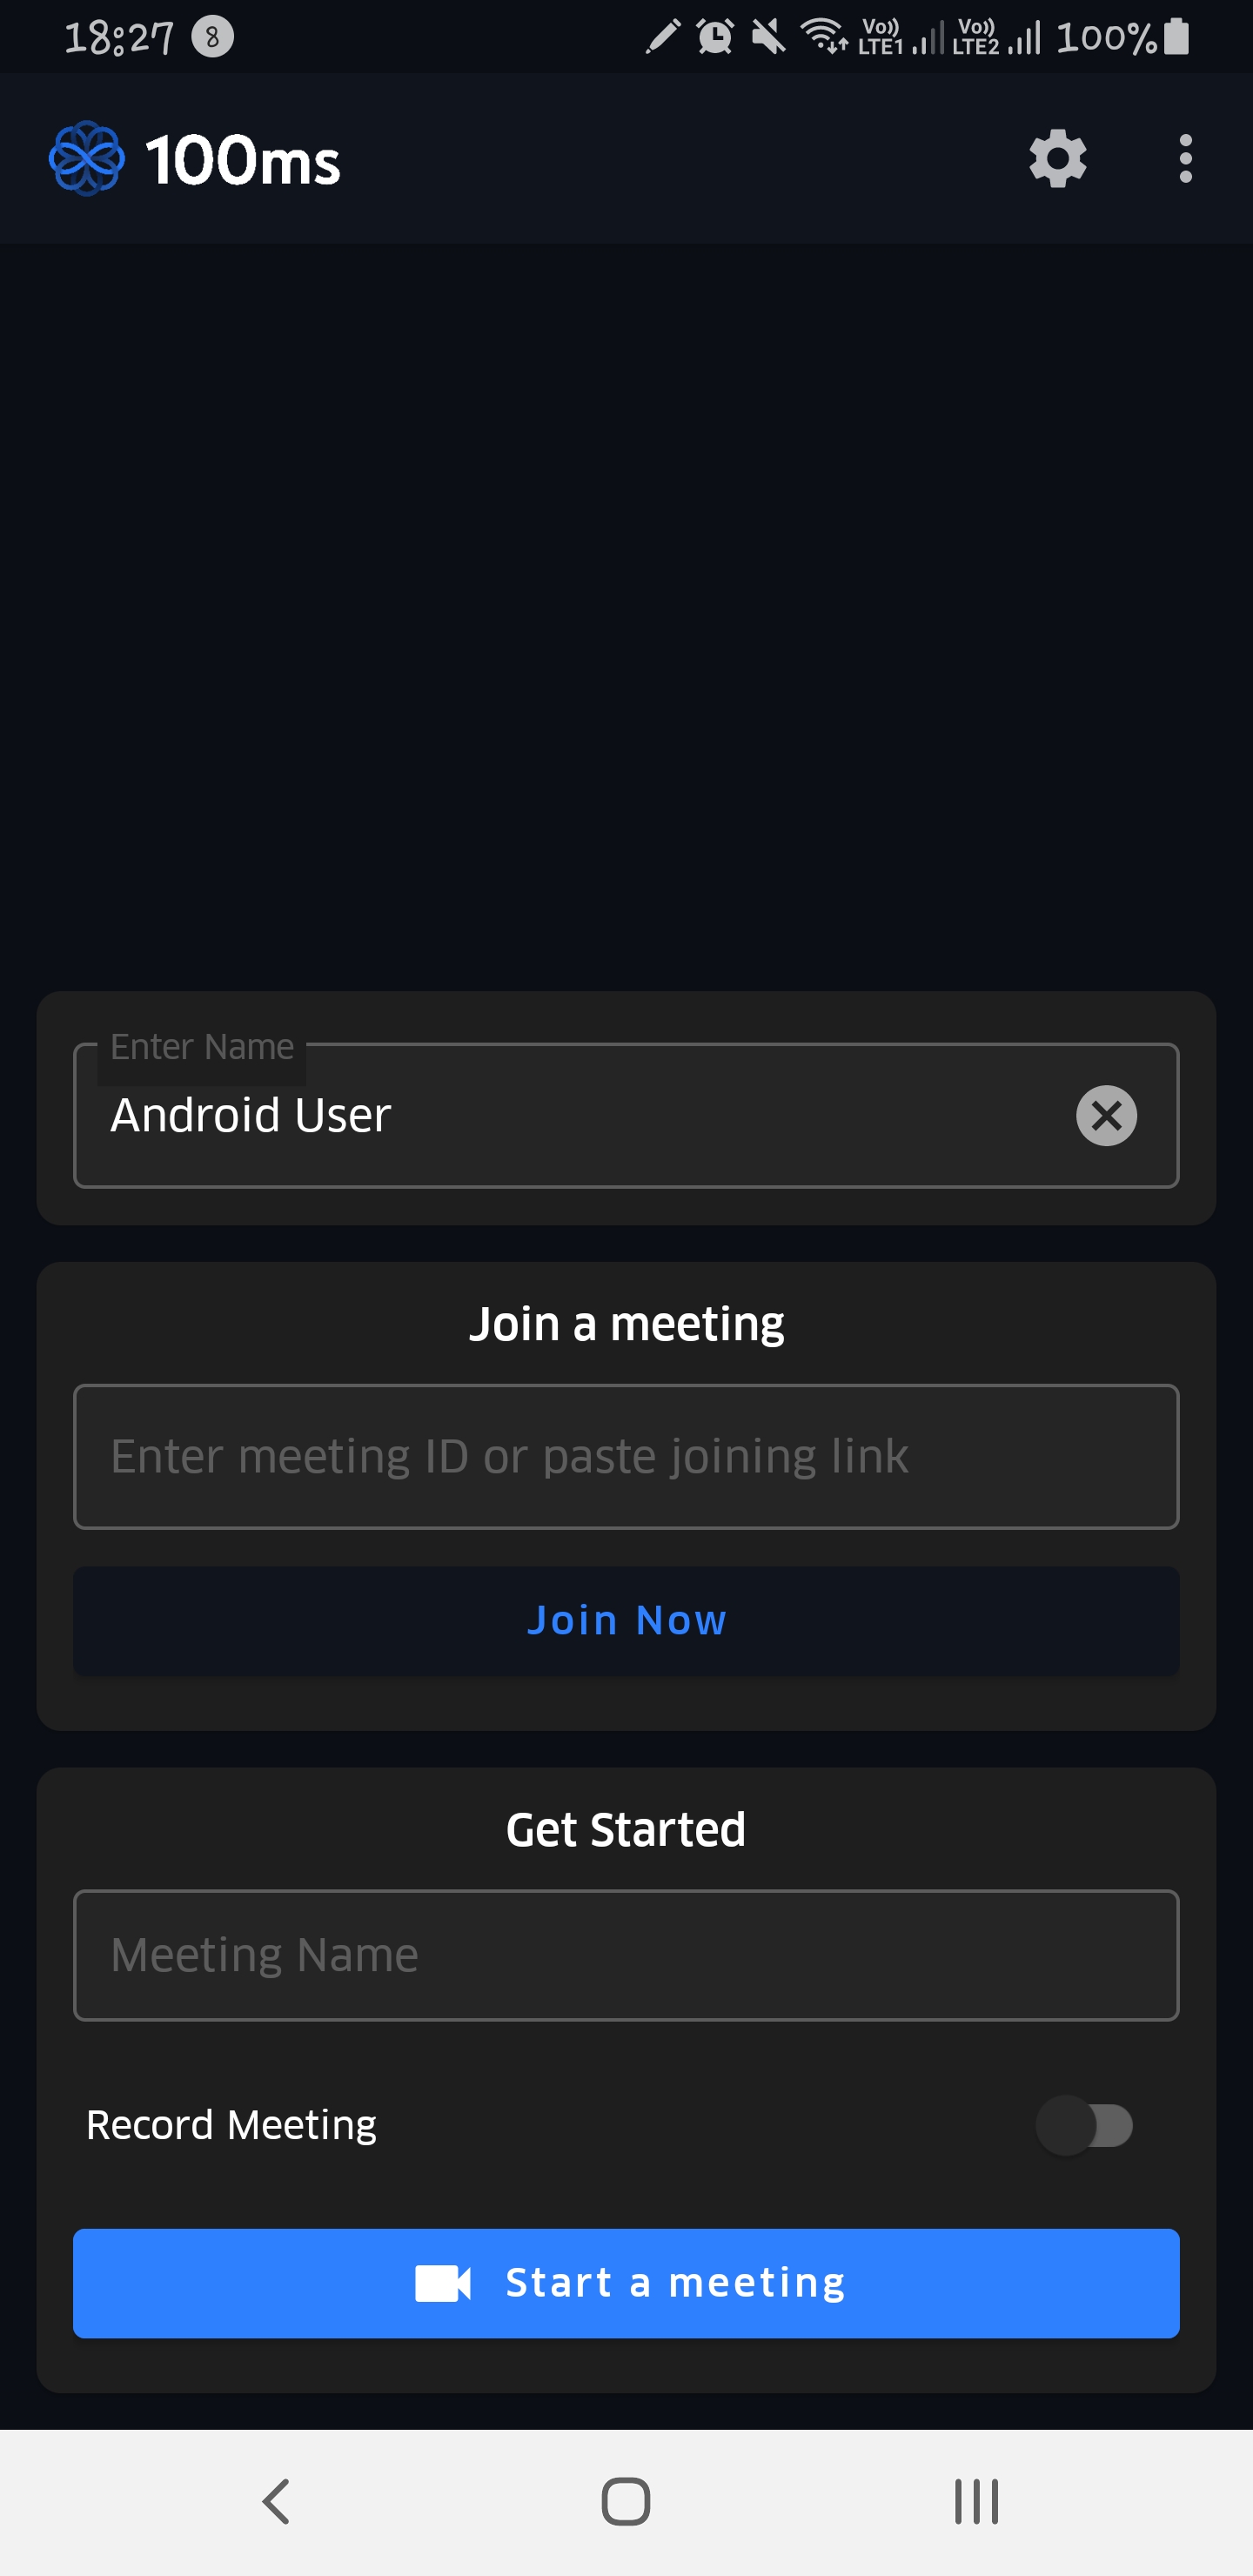 18:27 8 Vo)) LTE1 Vo)) LTE2 100%
100ms
Enter Name
Android User
Join a meeting
Enter meeting ID or paste joining link
Join Now
Get Started
Meeting Name
Record Meeting
Start a meeting